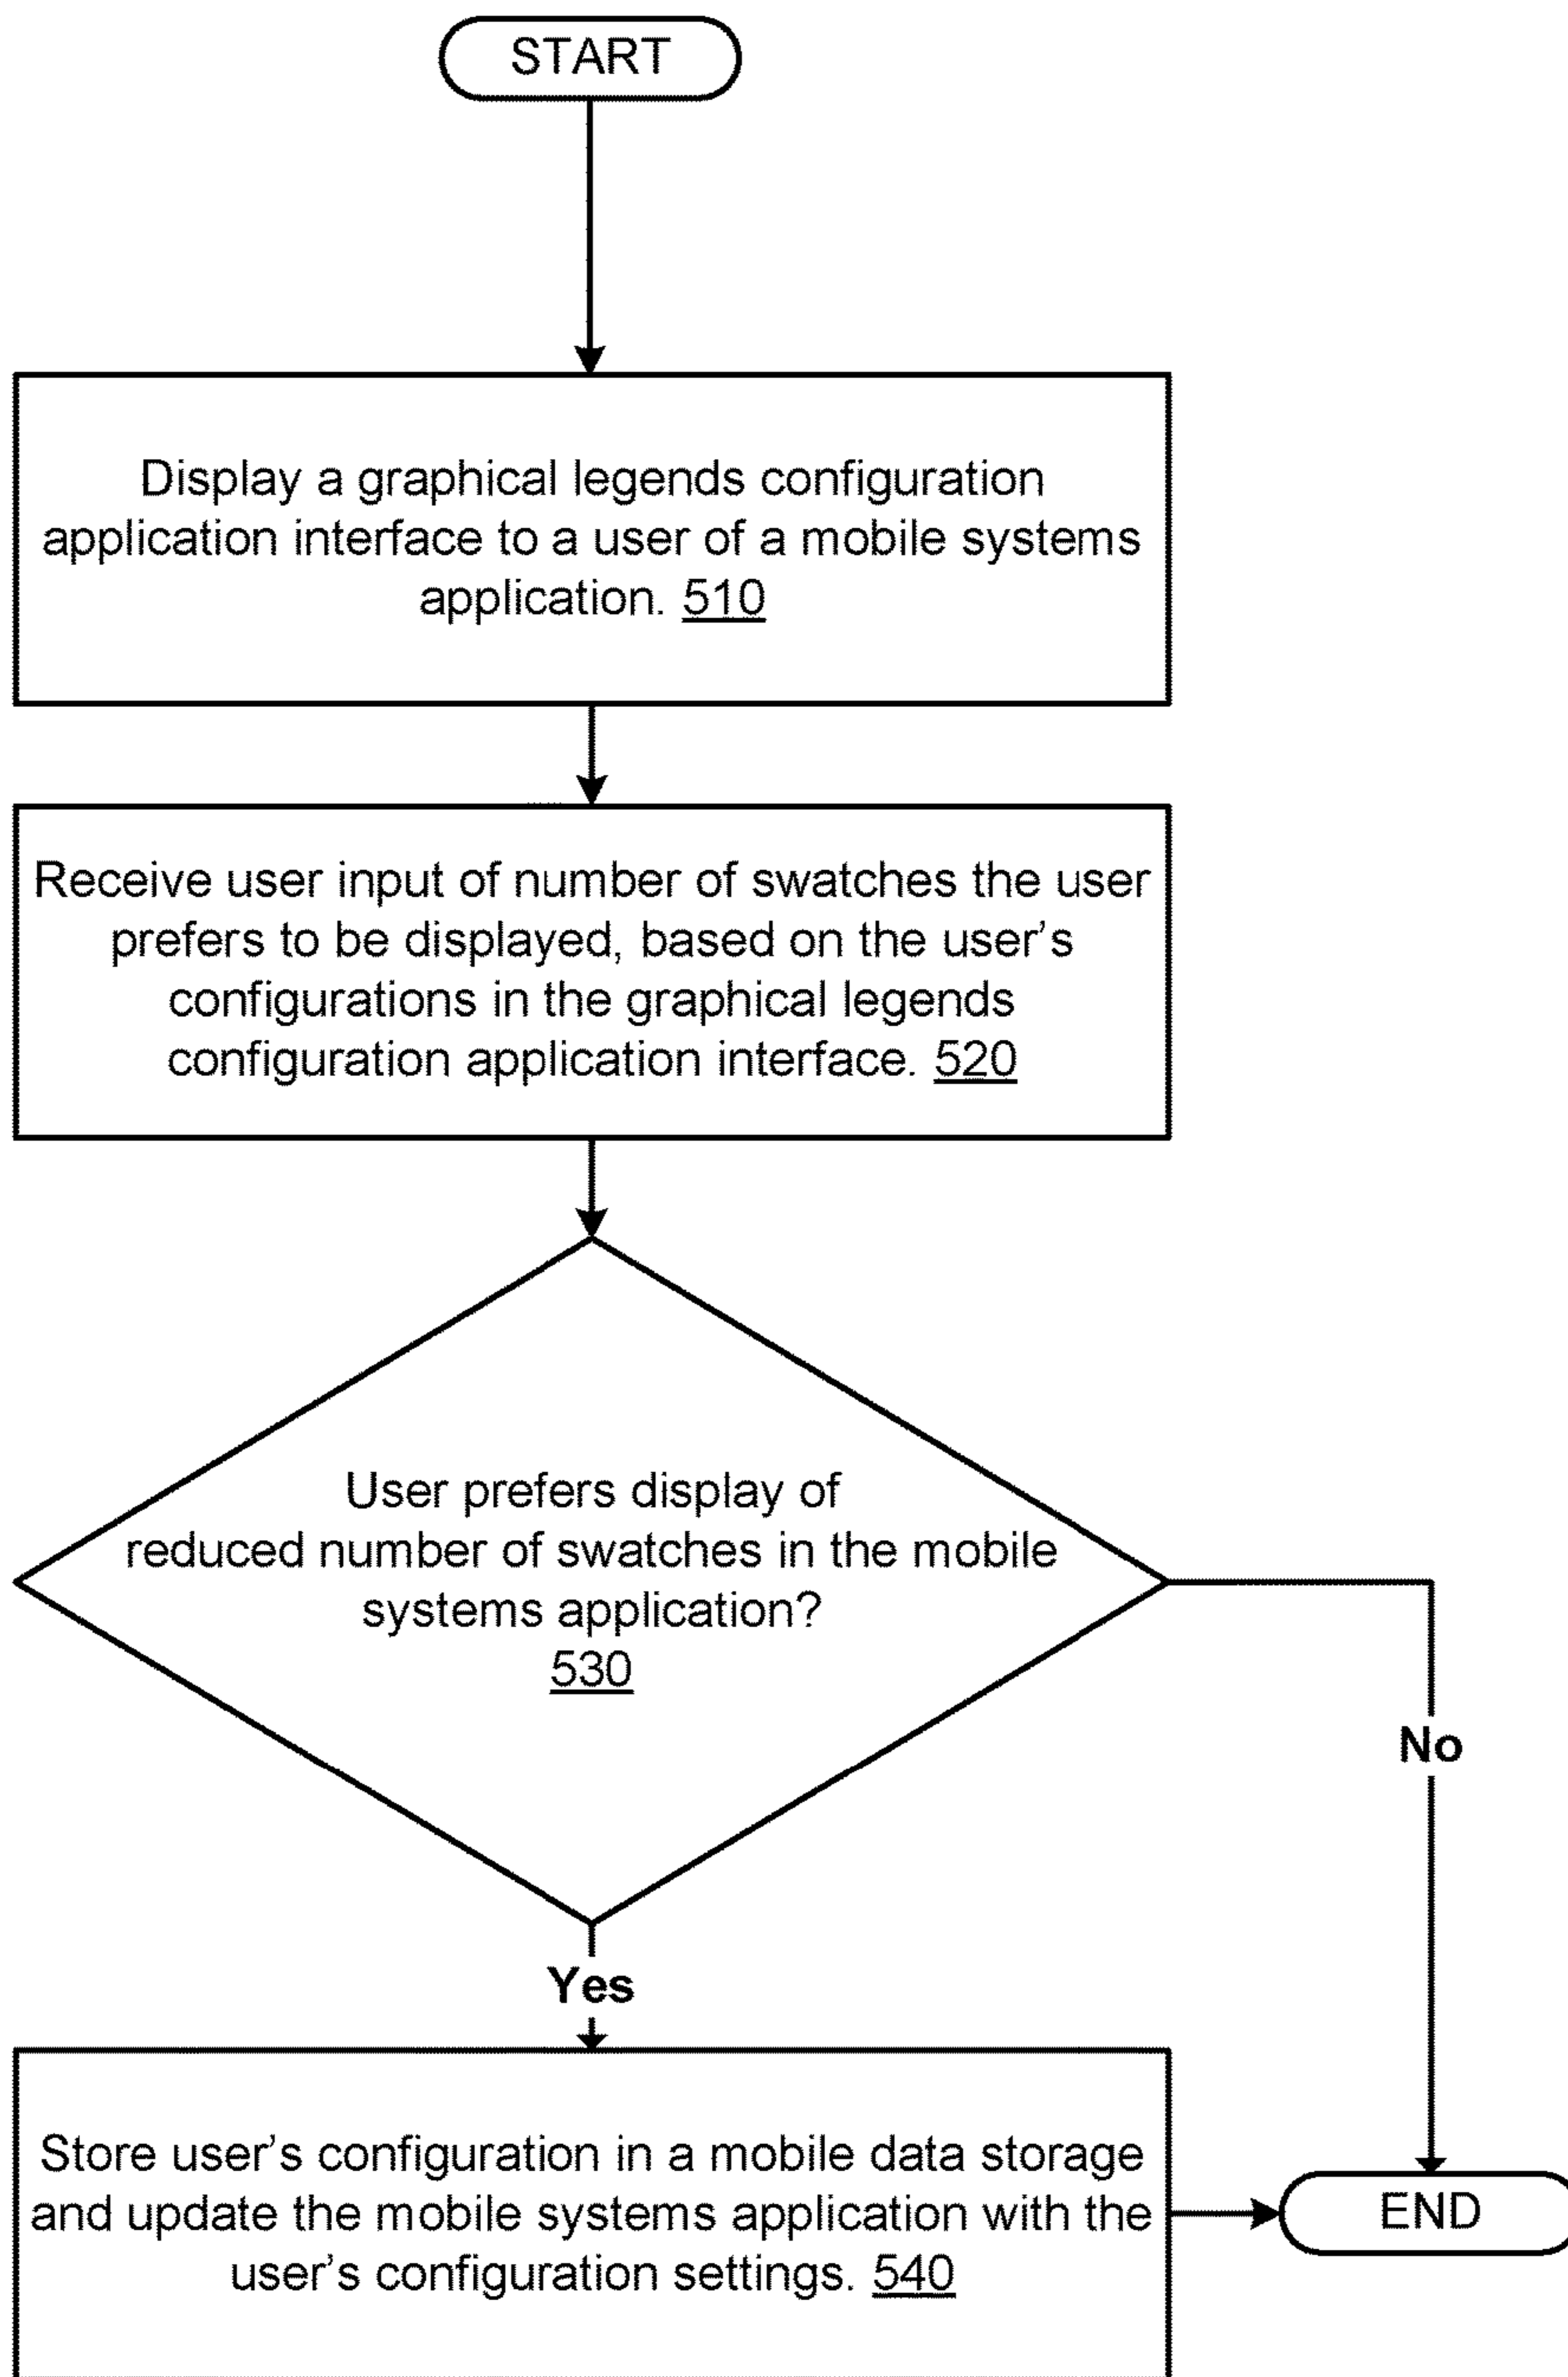 START
Display a graphical legends configuration
application interface to a user of a mobile systems
application. 510
Receive user input of number of swatches the user
prefers to be displayed, based on the user’s
configurations in the graphical legends
configuration application interface. 520
User prefers display of
reduced number of swatches in the mobile
systems application?
530
No
Yes
Store user’s configuration in a mobile data storage
and update the mobile systems application with the
user’s configuration settings. 540
END